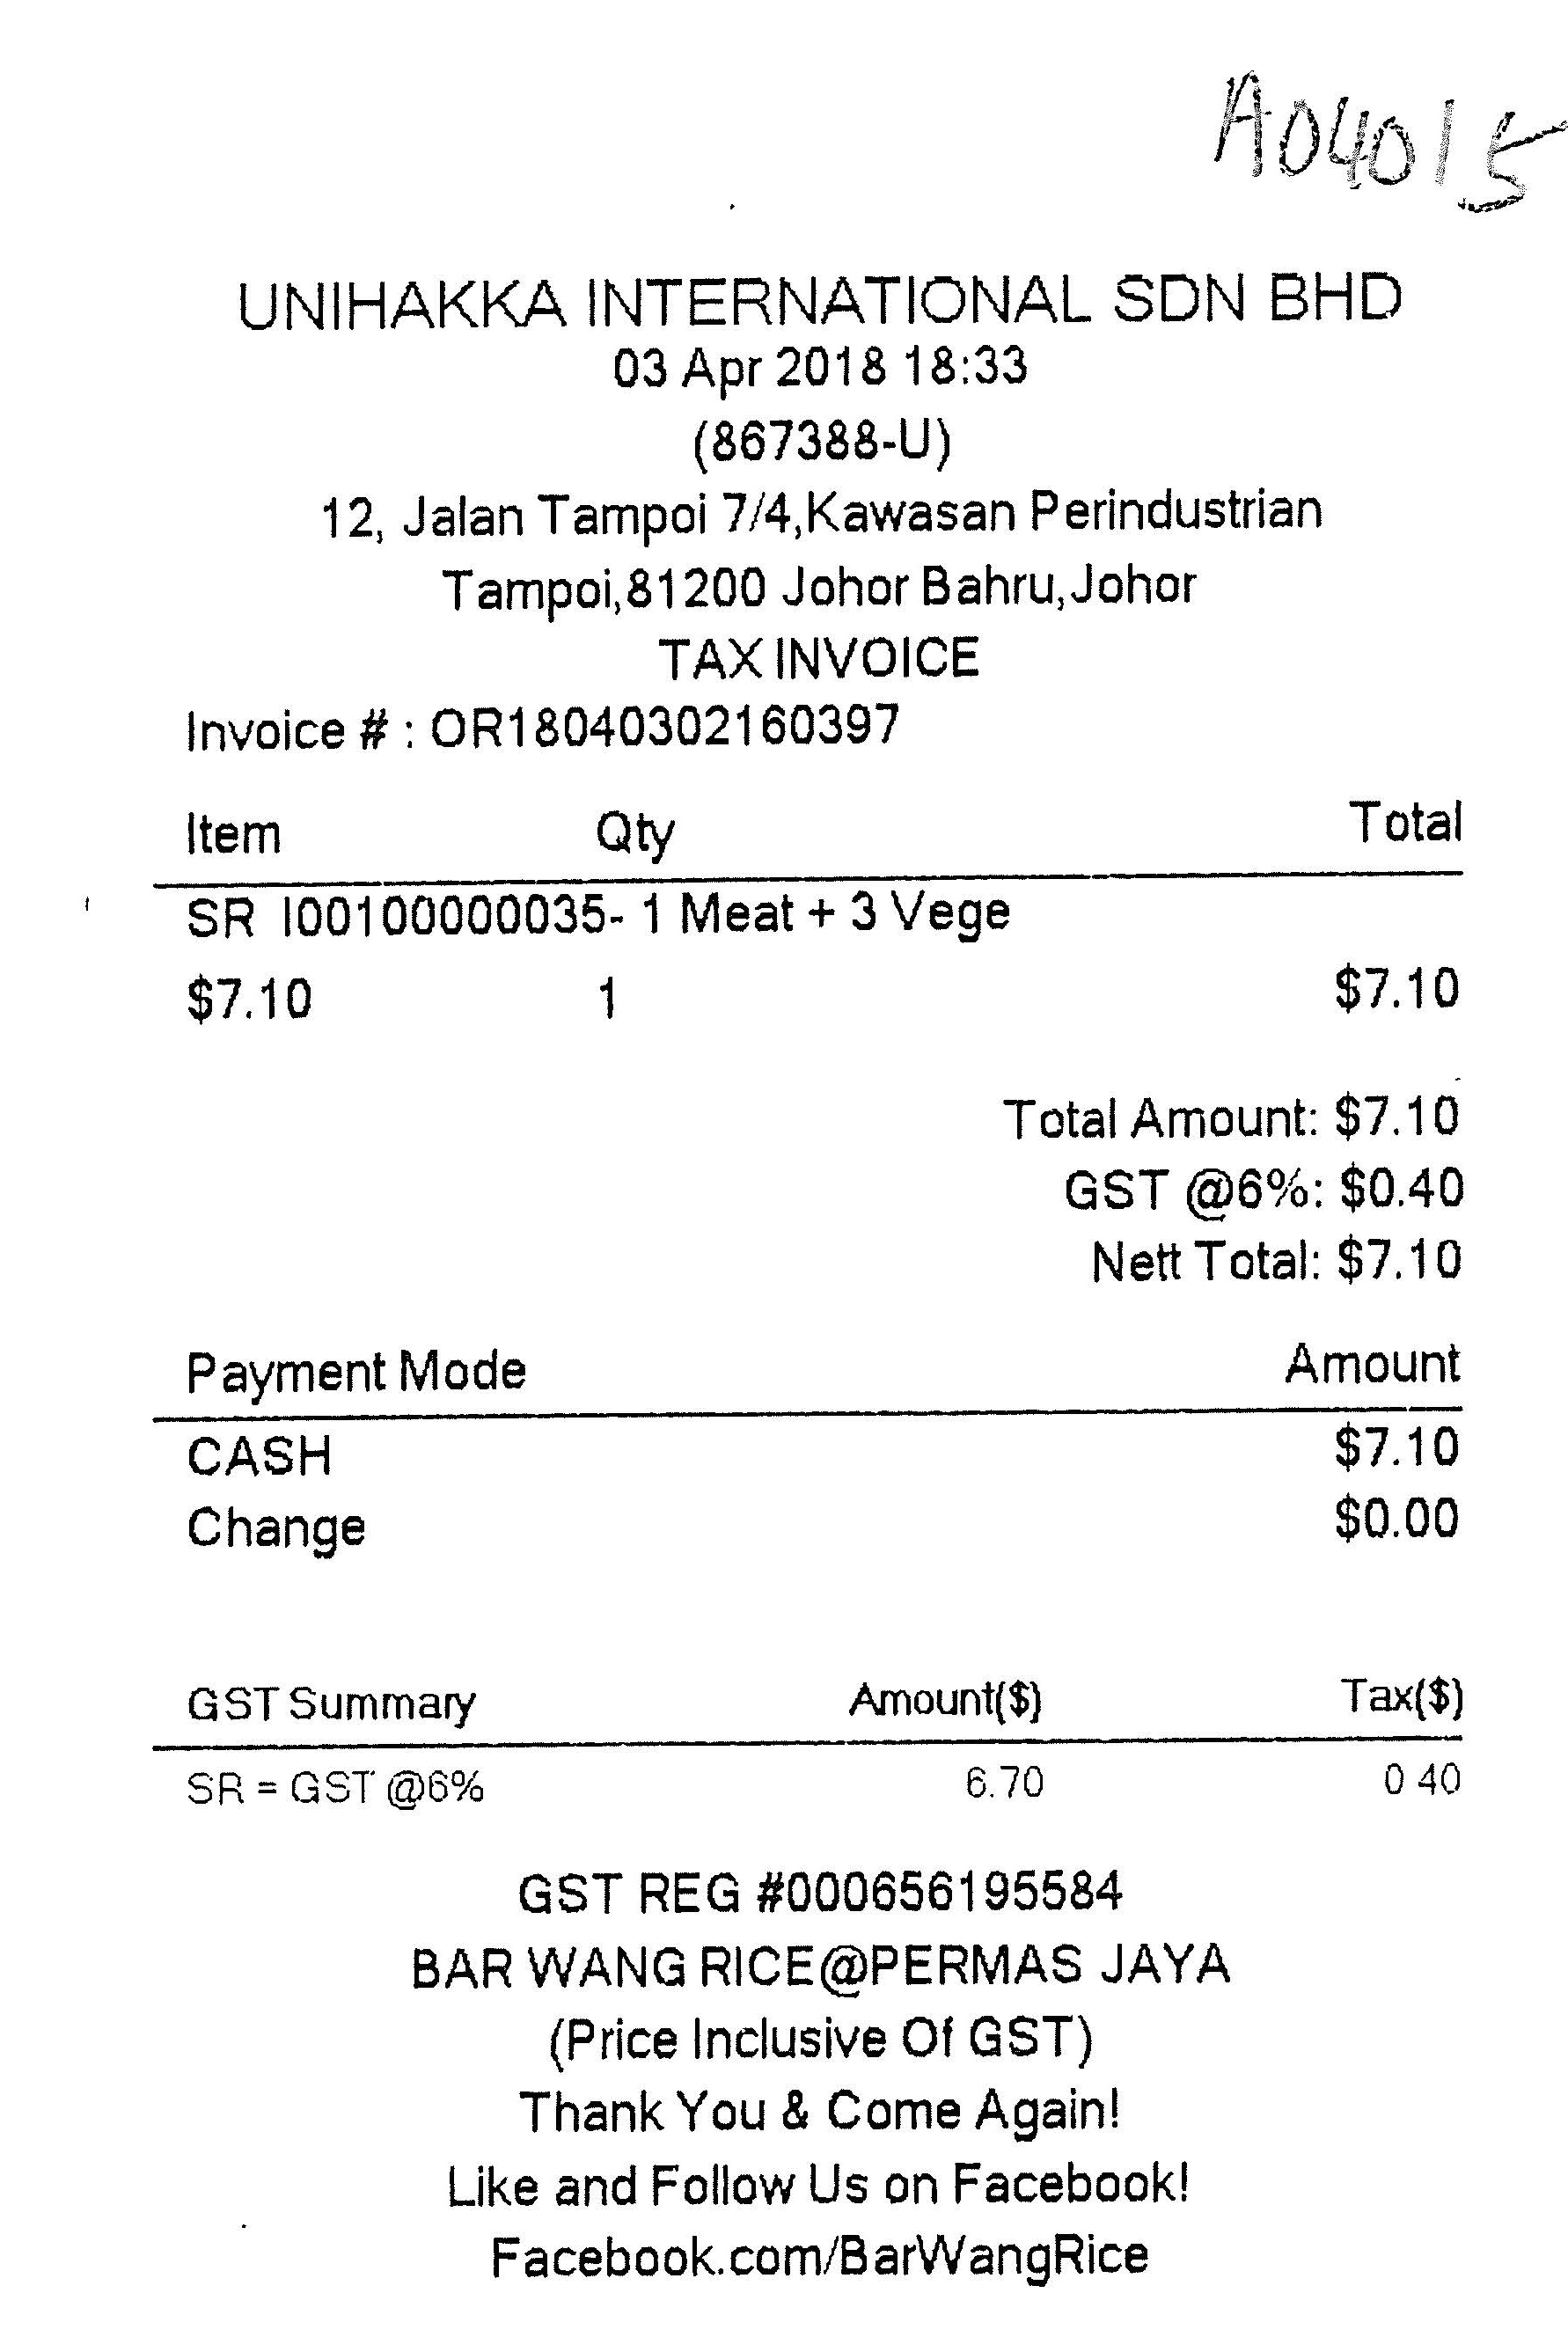 A04015
UNIHAKKA INTERNATIONAL SDN BHD
03 Apr 2018 18:33
(867388-U)
12, Jalan Tampoi 7/4,Kawasan Perindustrian
Tampoi,81200 Johor Bahru,Johor
TAX INVOICE
Invoice # : OR18040302160397
Item Qty Total
SR I00100000035- 1 Meat + 3 Vege
$7.10 1 $7.10
Total Amount: $7.10
GST @6%: $0.40
Nett Total: $7.10
Payment Mode Amount
CASH $7.10
Change $0.00
GST Summary Amount($) Tax($)
SR = GST @6% 6.70 0 40
GST REG #000656195584
BAR WANG RICE@PERMAS JAYA
(Price Inclusive Of GST)
Thank You & Come Again!
Like and Follow Us on Facebook!
Facebook.com/BarWangRice